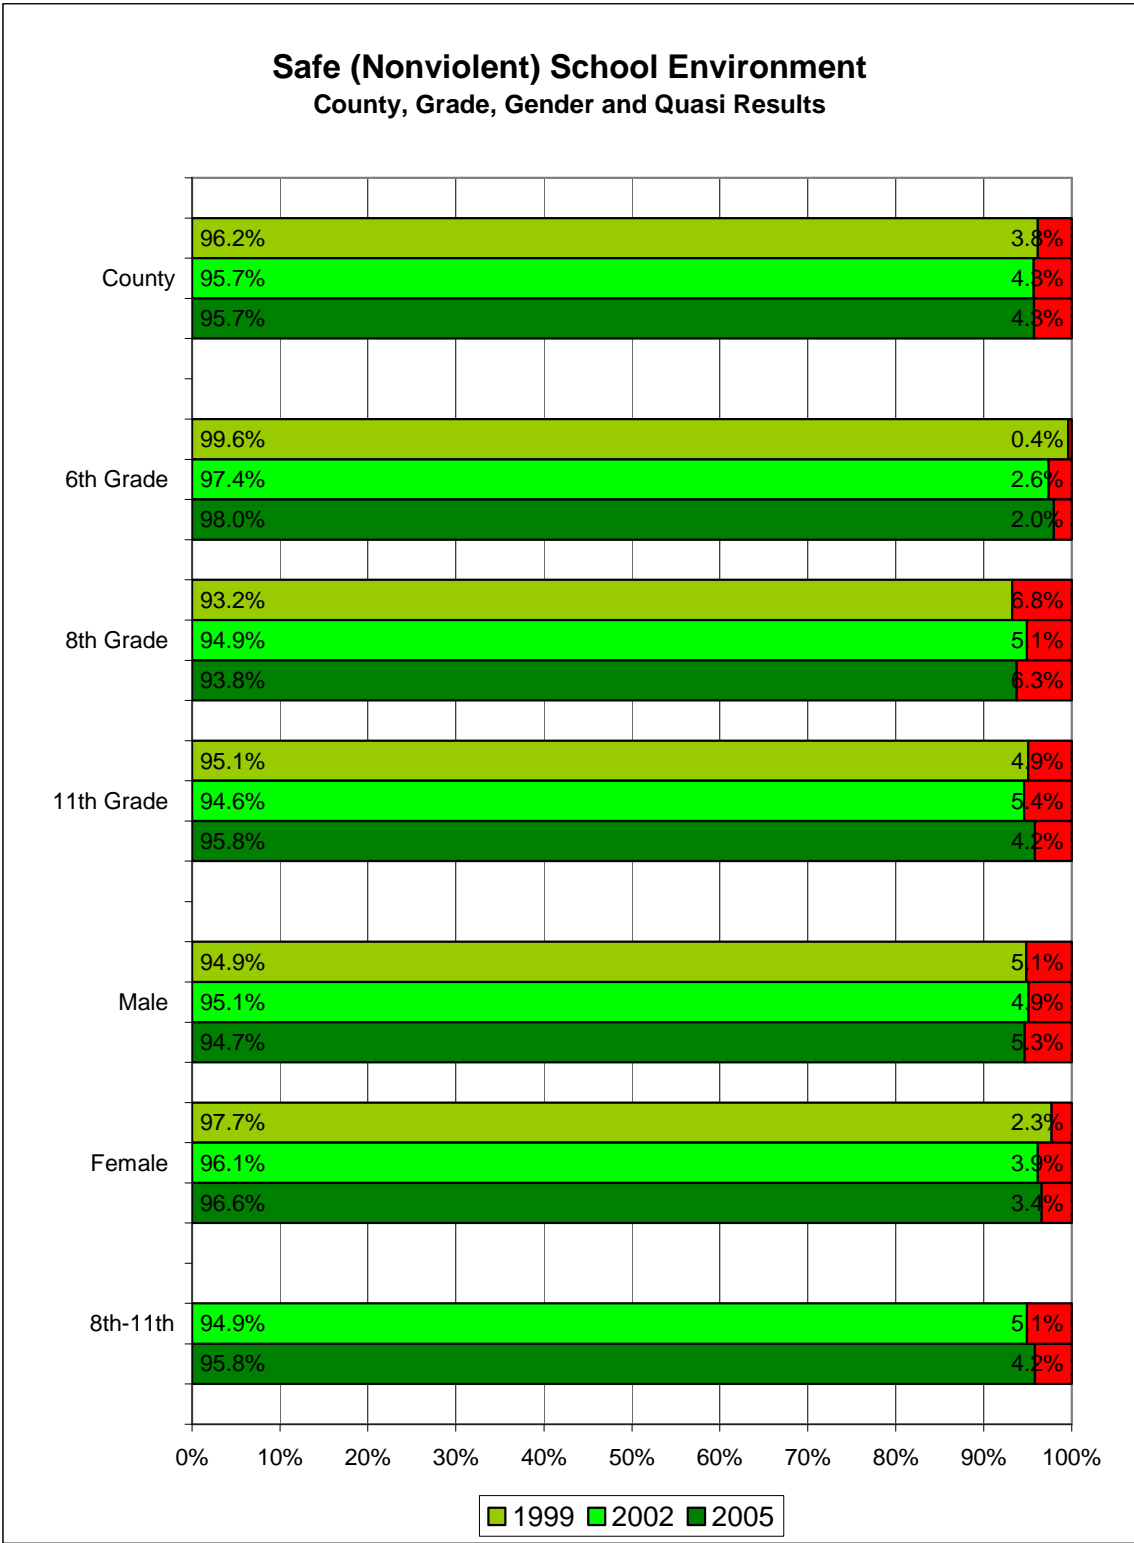 Safe (Nonviolent) School Environment
County, Grade, Gender and Quasi Results
96.2% 3.8%
County 95.7% 4.3%
95.7% 4.3%
99.6% 0.4%
6th Grade 97.4% 2.6%
98.0% 2.0%
93.2% 6.8%
8th Grade 94.9% 5.1%
93.8% 6.3%
95.1% 4.9%
11th Grade 94.6% 5.4%
95.8% 4.2%
94.9% 5.1%
Male 95.1% 4.9%
94.7% 5.3%
97.7% 2.3%
Female 96.1% 3.9%
96.6% 3.4%
8th-11th 94.9% 5.1%
95.8% 4.2%
0% 10% 20% 30% 40% 50% 60% 70% 80% 90% 100%
1999 2002 2005